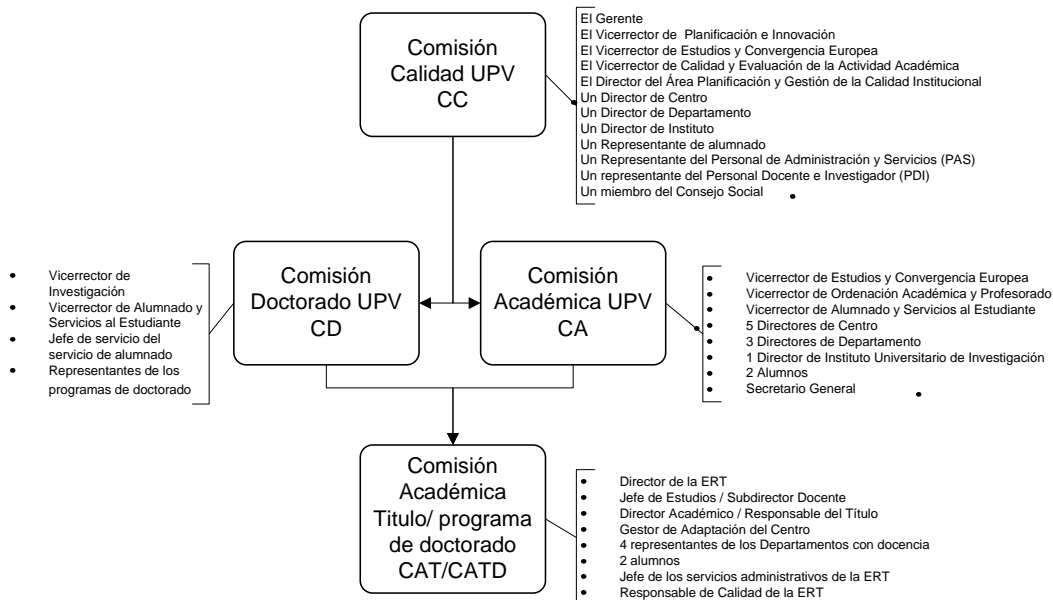 Comisión
Calidad UPV
CC
El Gerente
El Vicerrector de Planificación e Innovación
El Vicerrector de Estudios y Convergencia Europea
El Vicerrector de Calidad y Evaluación de la Actividad Académica
El Director del Área Planificación y Gestión de la Calidad Institucional
Un Director de Centro
Un Director de Departamento
Un Director de Instituto
Un Representante de alumnado
Un Representante del Personal de Administración y Servicios (PAS)
Un representante del Personal Docente e Investigador (PDI)
Un miembro del Consejo Social
• Vicerrector de
Investigación
• Vicerrector de Alumnado y
Servicios al Estudiante
• Jefe de servicio del
servicio de alumnado
• Representantes de los
programas de doctorado
Comisión
Doctorado UPV
CD
Comisión
Académica UPV
CA
• Vicerrector de Estudios y Convergencia Europea
• Vicerrector de Ordenación Académica y Profesorado
• Vicerrector de Alumnado y Servicios al Estudiante
• 5 Directores de Centro
• 3 Directores de Departamento
• 1 Director de Instituto Universitario de Investigación
• 2 Alumnos
• Secretario General
Comisión
Académica
Titulo/ programa
de doctorado
CAT/CATD
• Director de la ERT
• Jefe de Estudios / Subdirector Docente
• Director Académico / Responsable del Título
• Gestor de Adaptación del Centro
• 4 representantes de los Departamentos con docencia
• 2 alumnos
• Jefe de los servicios administrativos de la ERT
• Responsable de Calidad de la ERT